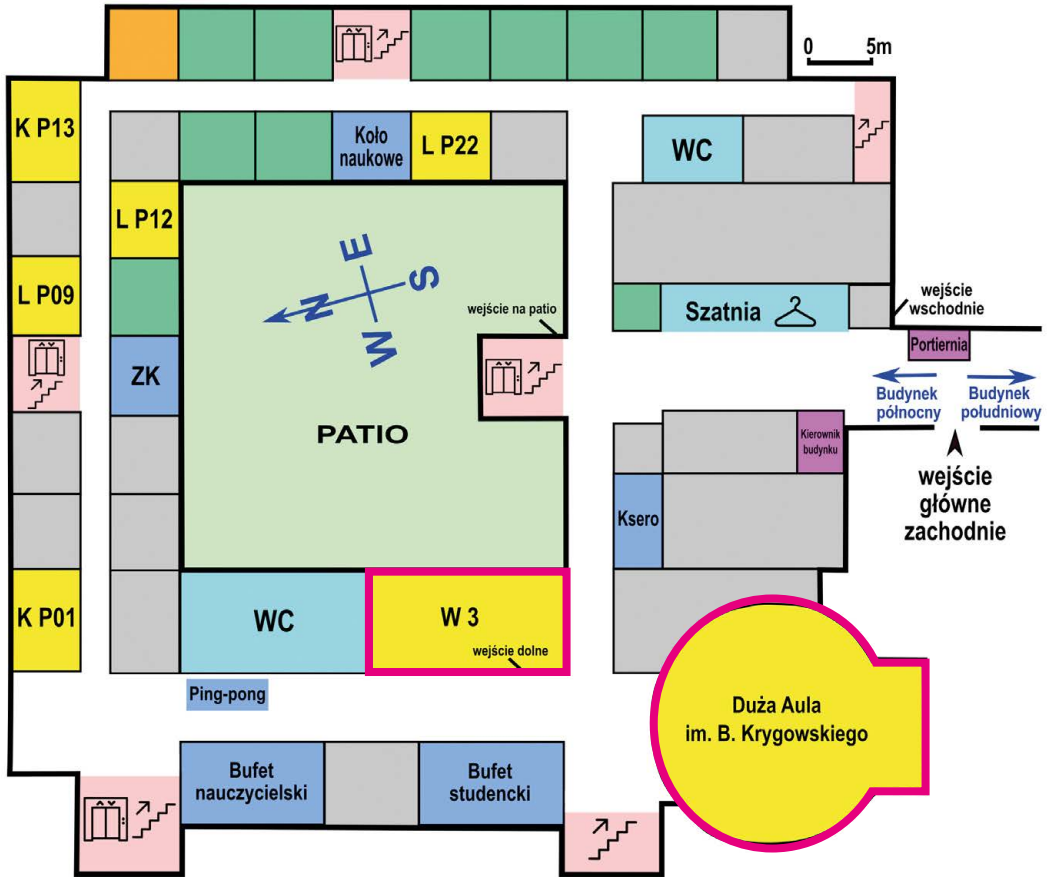 0 5m
K P13
Koło
naukowe
L P22
WC
L P12
E
S
N
W
L P09
wejście na patio
Szatnia
wejście
wschodnie
Portiernia
ZK
Budynek
północny
Budynek
południowy
PATIO
Kierownik
budynku
wejście
główne
zachodnie
Ksero
K P01
WC
W 3
wejście dolne
Ping-pong
Duża Aula
im. B. Krygowskiego
Bufet
nauczycielski
Bufet
studencki